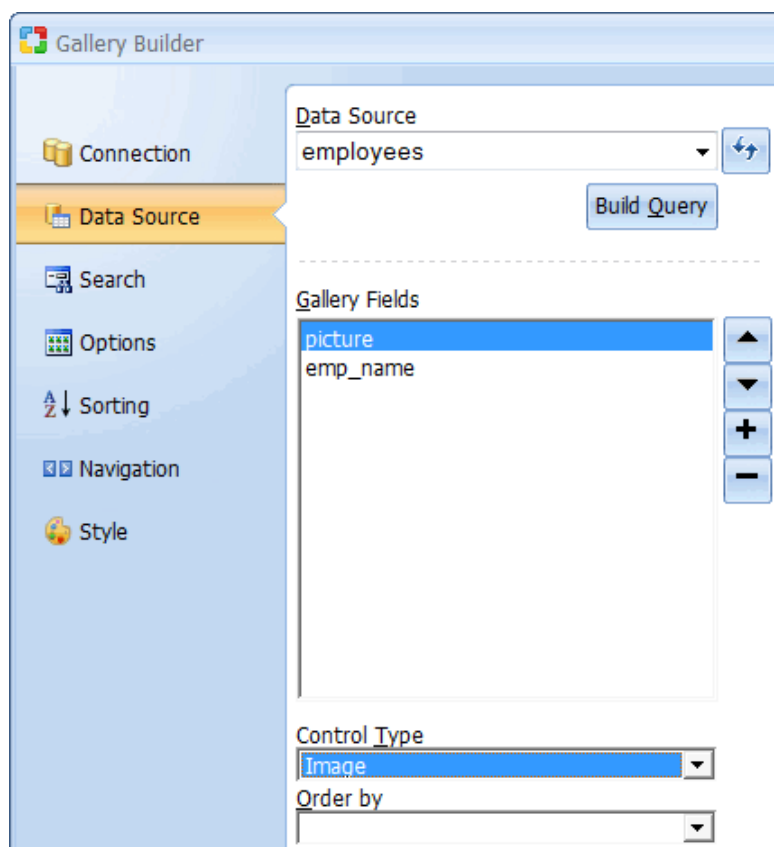 Gallery Builder
Connection
Data Source
Search
Options
Sorting
Navigation
Style
Data Source
employees
Build Query
Gallery Fields
picture
emp_name
Control Type
Image
Order by